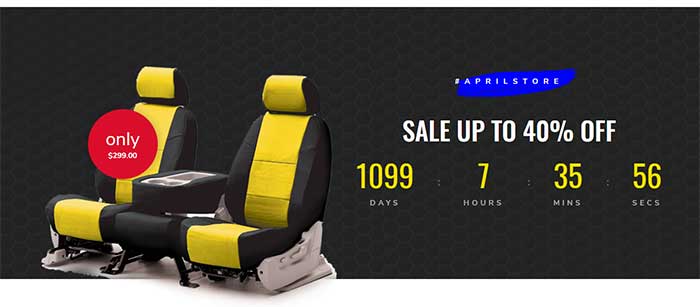 #APRILSTORE
only
$299.00
SALE UP TO 40% OFF
1099 : 7 : 35 : 56
DAYS HOURS MINS SECS